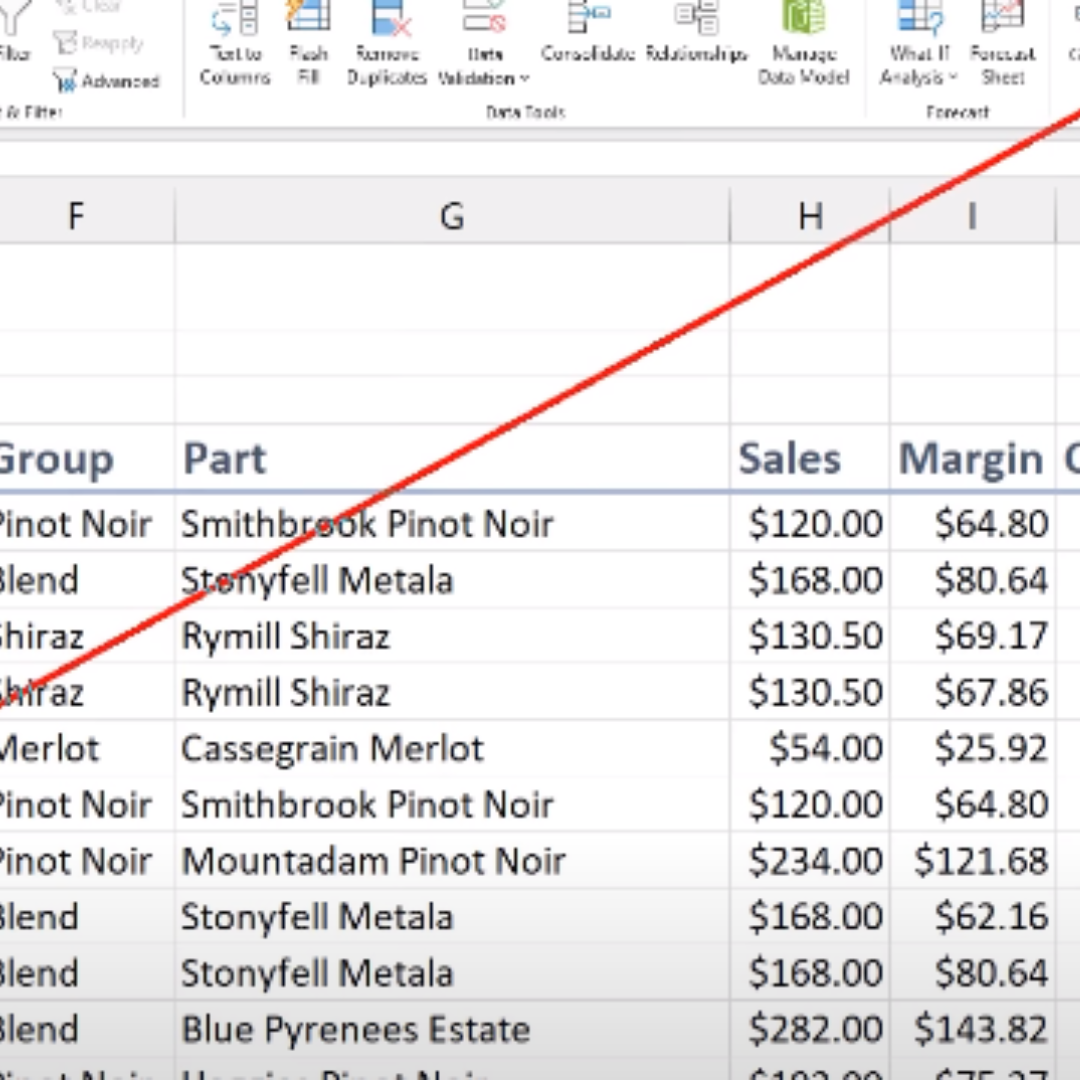 Clear
Filter Reapply
Advanced
Text to Columns Flash Fill Remove Duplicates Data Validation Consolidate Relationships Manage Data Model What If Analysis Forecast Sheet
& Filter Data Tools Forecast
F G H I
Group Part Sales Margin
Pinot Noir Smithbrook Pinot Noir $120.00 $64.80
Blend Stonyfell Metala $168.00 $80.64
Shiraz Rymill Shiraz $130.50 $69.17
Shiraz Rymill Shiraz $130.50 $67.86
Merlot Cassegrain Merlot $54.00 $25.92
Pinot Noir Smithbrook Pinot Noir $120.00 $64.80
Pinot Noir Mountadam Pinot Noir $234.00 $121.68
Blend Stonyfell Metala $168.00 $62.16
Blend Stonyfell Metala $168.00 $80.64
Blend Blue Pyrenees Estate $282.00 $143.82
Pinot Noir